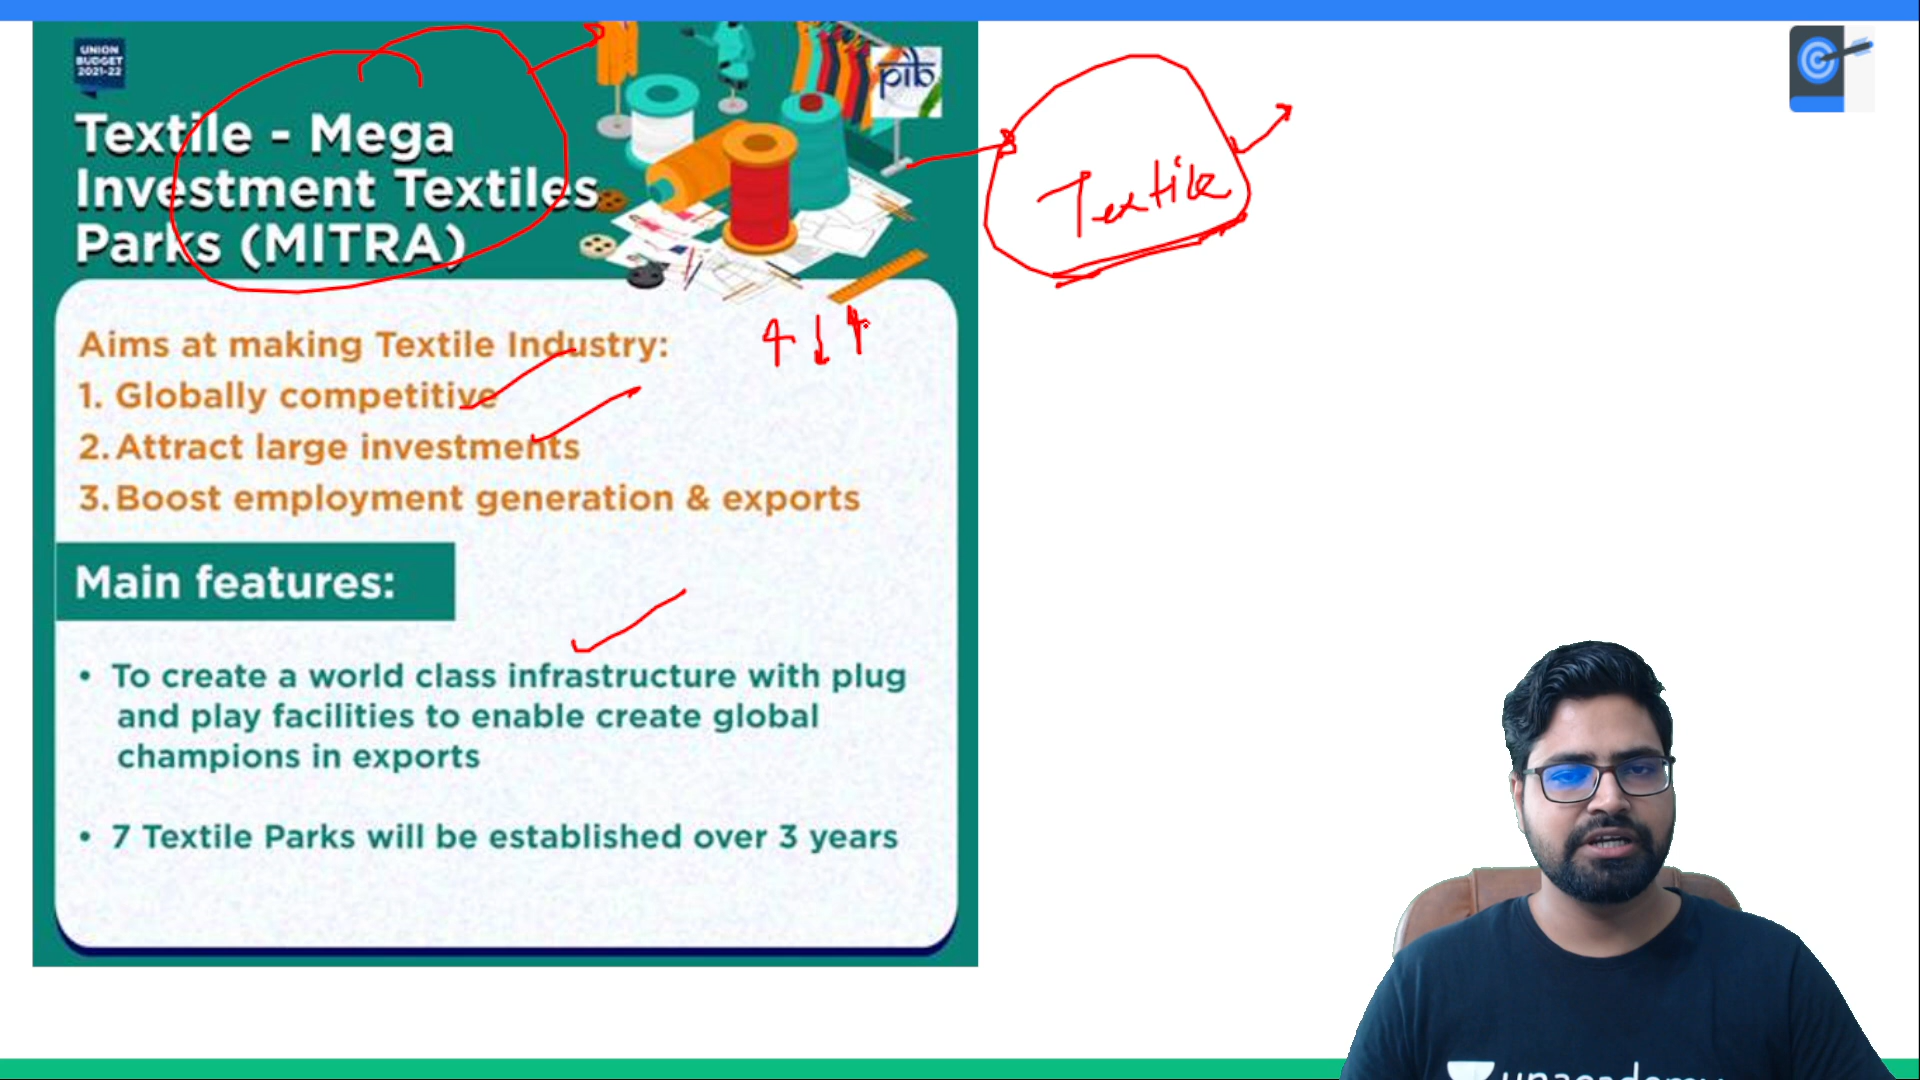 UNION
BUDGET
2021-22
pib
Textile - Mega
Investment Textiles
Parks (MITRA)
Textile
Aims at making Textile Industry:
1. Globally competitive
2. Attract large investments
3. Boost employment generation & exports
Main features:
• To create a world class infrastructure with plug
and play facilities to enable create global
champions in exports
• 7 Textile Parks will be established over 3 years
unacademy